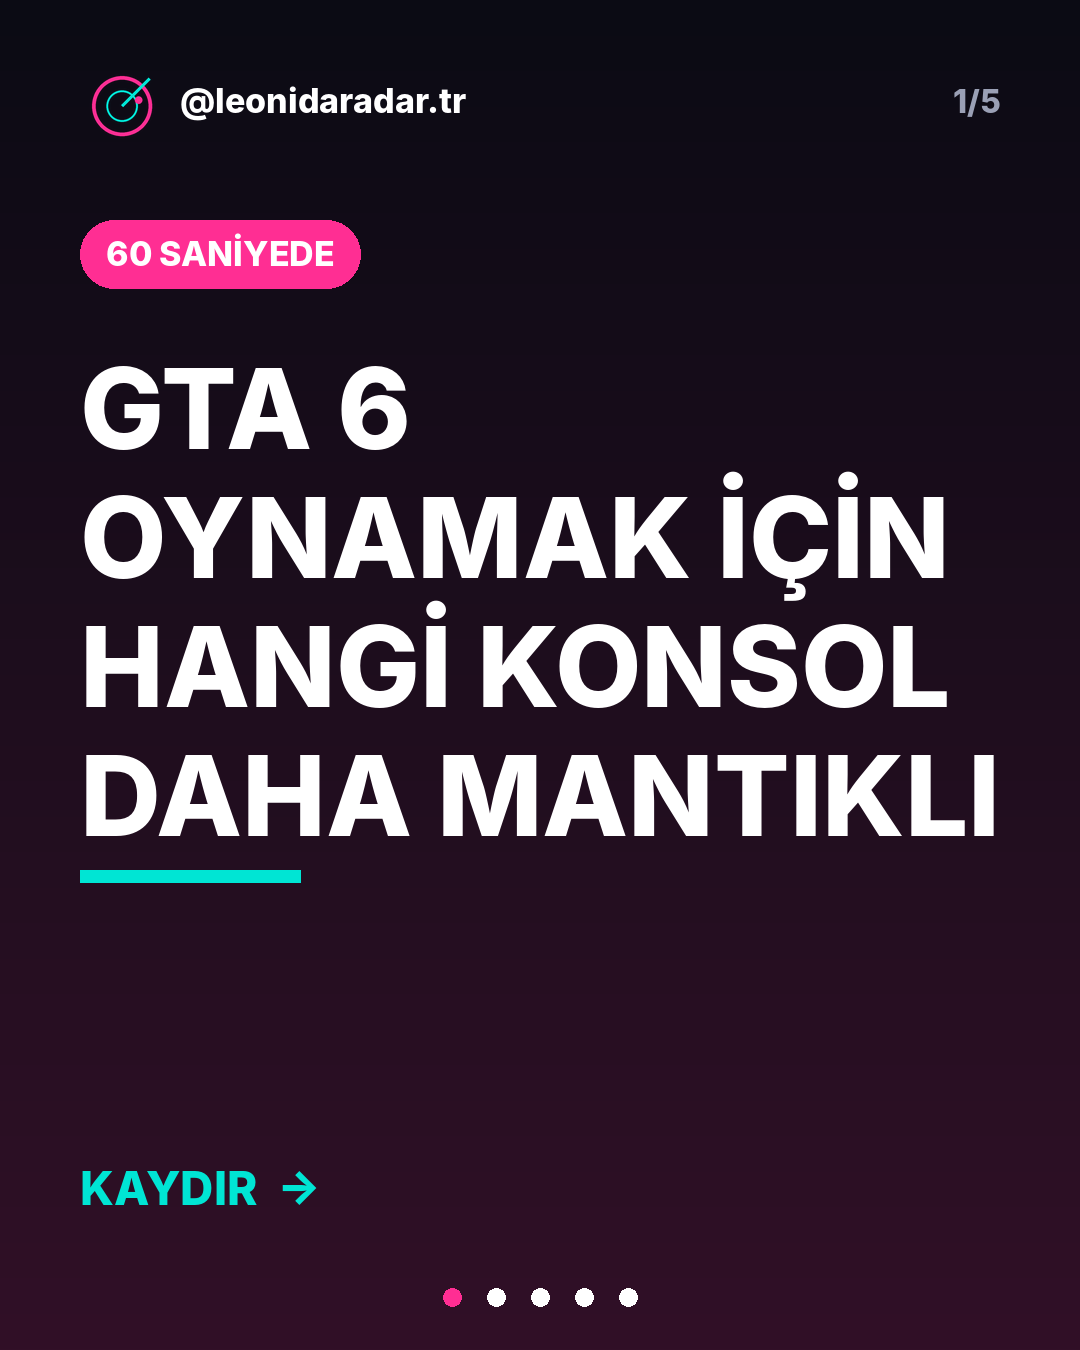 @leonidaradar.tr
1/5
60 SANİYEDE
GTA 6
OYNAMAK İÇİN
HANGİ KONSOL
DAHA MANTIKLI
KAYDIR →